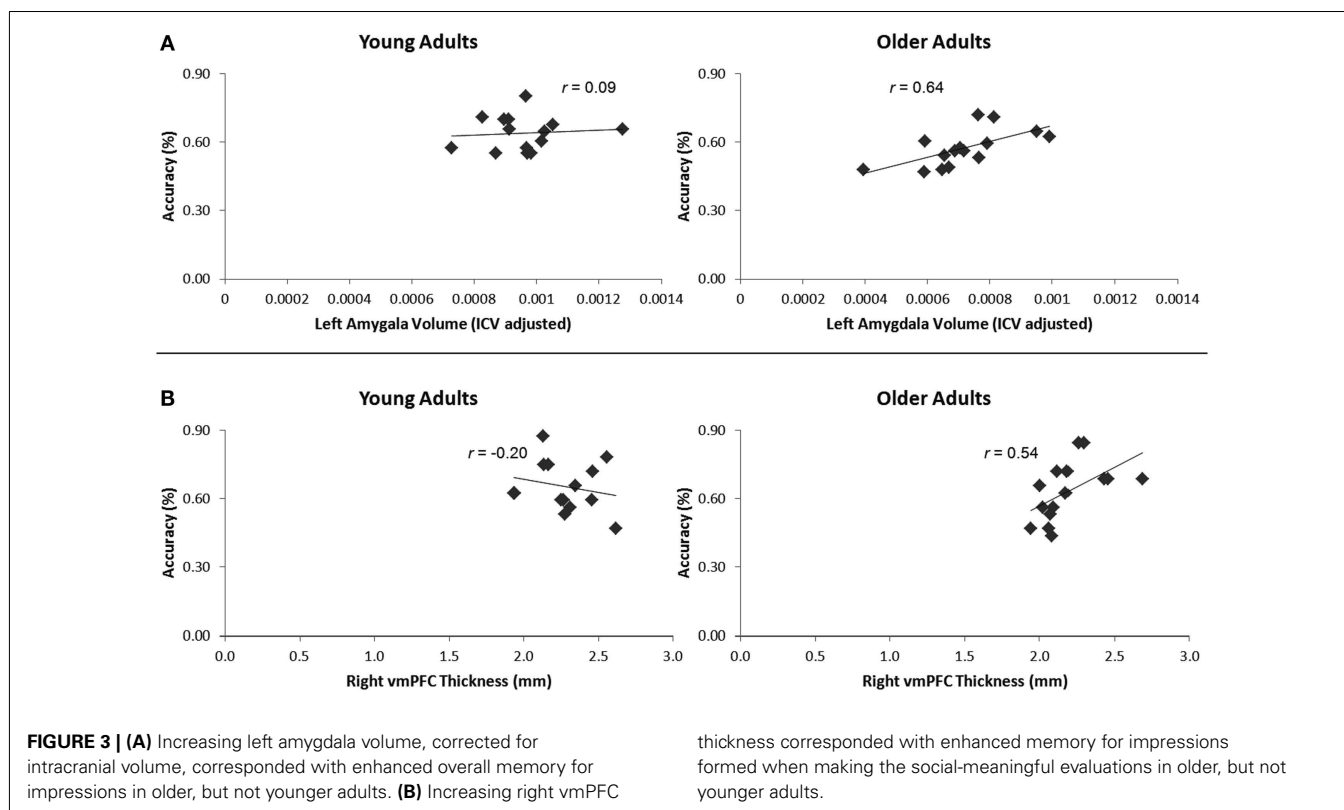 A
Young Adults
r = 0.09
0.90
0.60
0.30
0.00
Accuracy (%)
0 0.0002 0.0004 0.0006 0.0008 0.001 0.0012 0.0014
Left Amygala Volume (ICV adjusted)
Older Adults
r = 0.64
0.90
0.60
0.30
0.00
Accuracy (%)
0 0.0002 0.0004 0.0006 0.0008 0.001 0.0012 0.0014
Left Amygdala Volume (ICV adjusted)
B
Young Adults
r = -0.20
0.90
0.60
0.30
0.00
Accuracy (%)
0.0 0.5 1.0 1.5 2.0 2.5 3.0
Right vmPFC Thickness (mm)
Older Adults
r = 0.54
0.90
0.60
0.30
0.00
Accuracy (%)
0.0 0.5 1.0 1.5 2.0 2.5 3.0
Right vmPFC Thickness (mm)
FIGURE 3 | (A) Increasing left amygdala volume, corrected for
intracranial volume, corresponded with enhanced overall memory for
impressions in older, but not younger adults. (B) Increasing right vmPFC
thickness corresponded with enhanced memory for impressions
formed when making the social-meaningful evaluations in older, but not
younger adults.